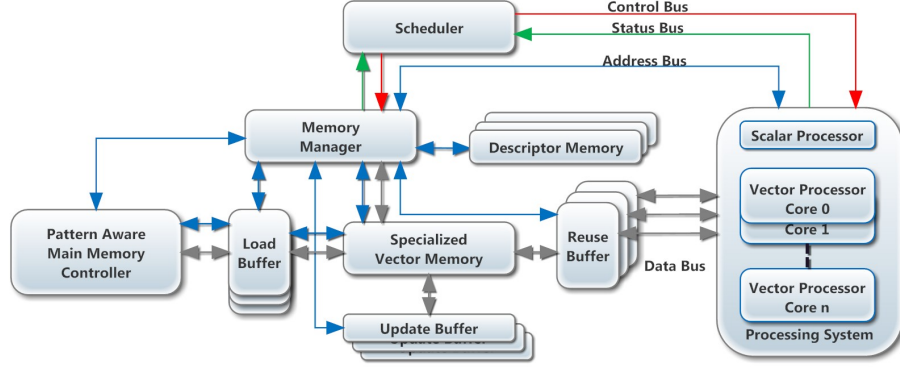 Control Bus
Scheduler
Status Bus
Address Bus
Memory
Manager
Descriptor Memory
Scalar Processor
Vector Processor
Core 0
Core 1
Pattern Aware
Main Memory
Controller
Load
Buffer
Specialized
Vector Memory
Reuse
Buffer
Data Bus
Vector Processor
Core n
Update Buffer
Processing System